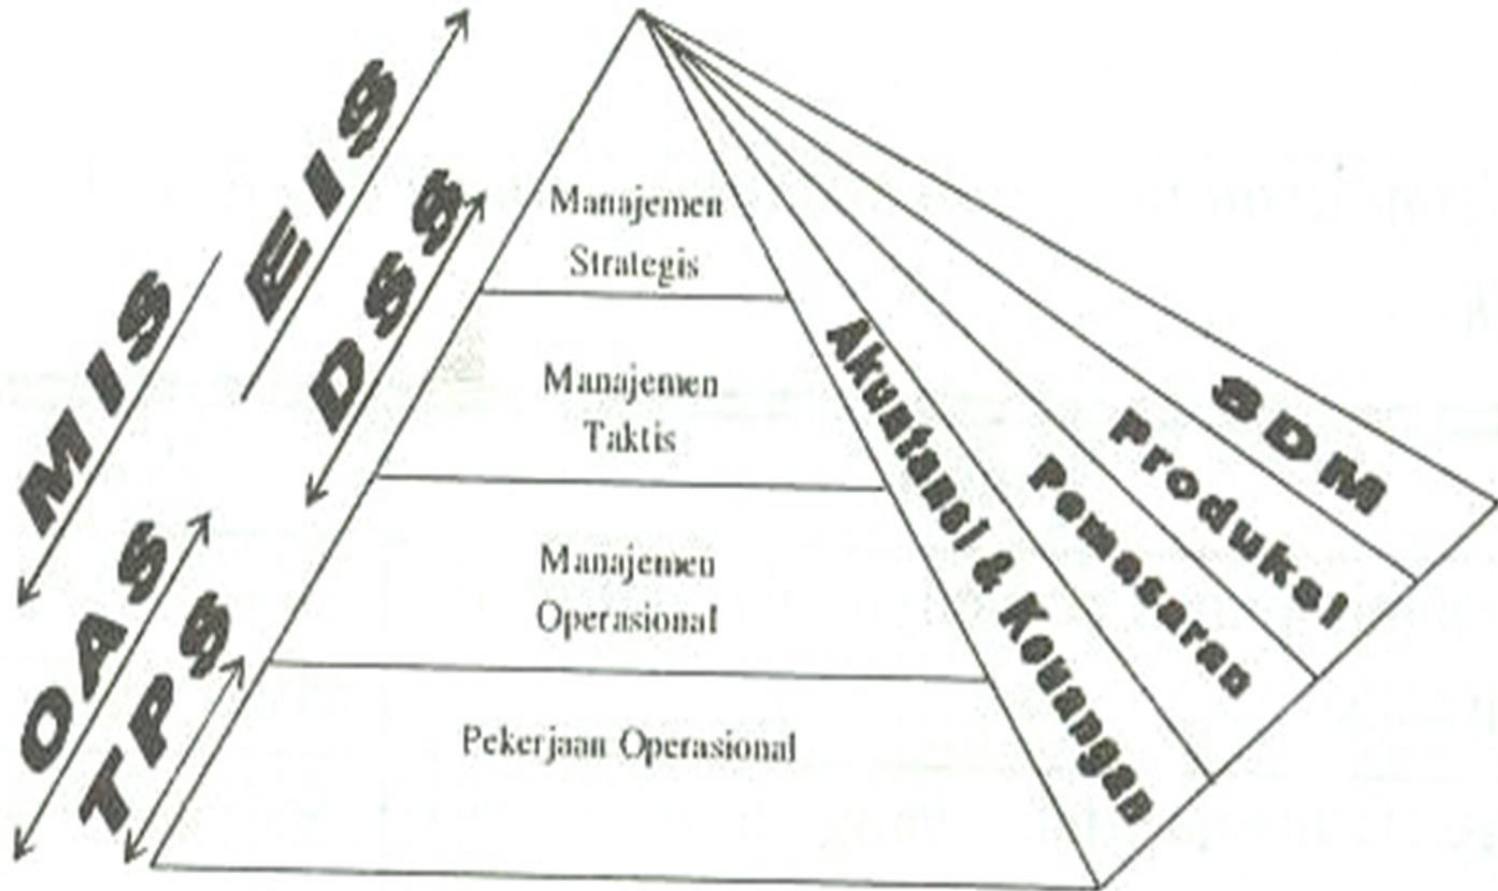 EIS
DSS
MIS
OAS
TPS
Manajemen
Strategis
Manajemen
Taktis
Manajemen
Operasional
Pekerjaan Operasional
Akuntansi & Keuangan
Pemasaran
Produksi
SDM